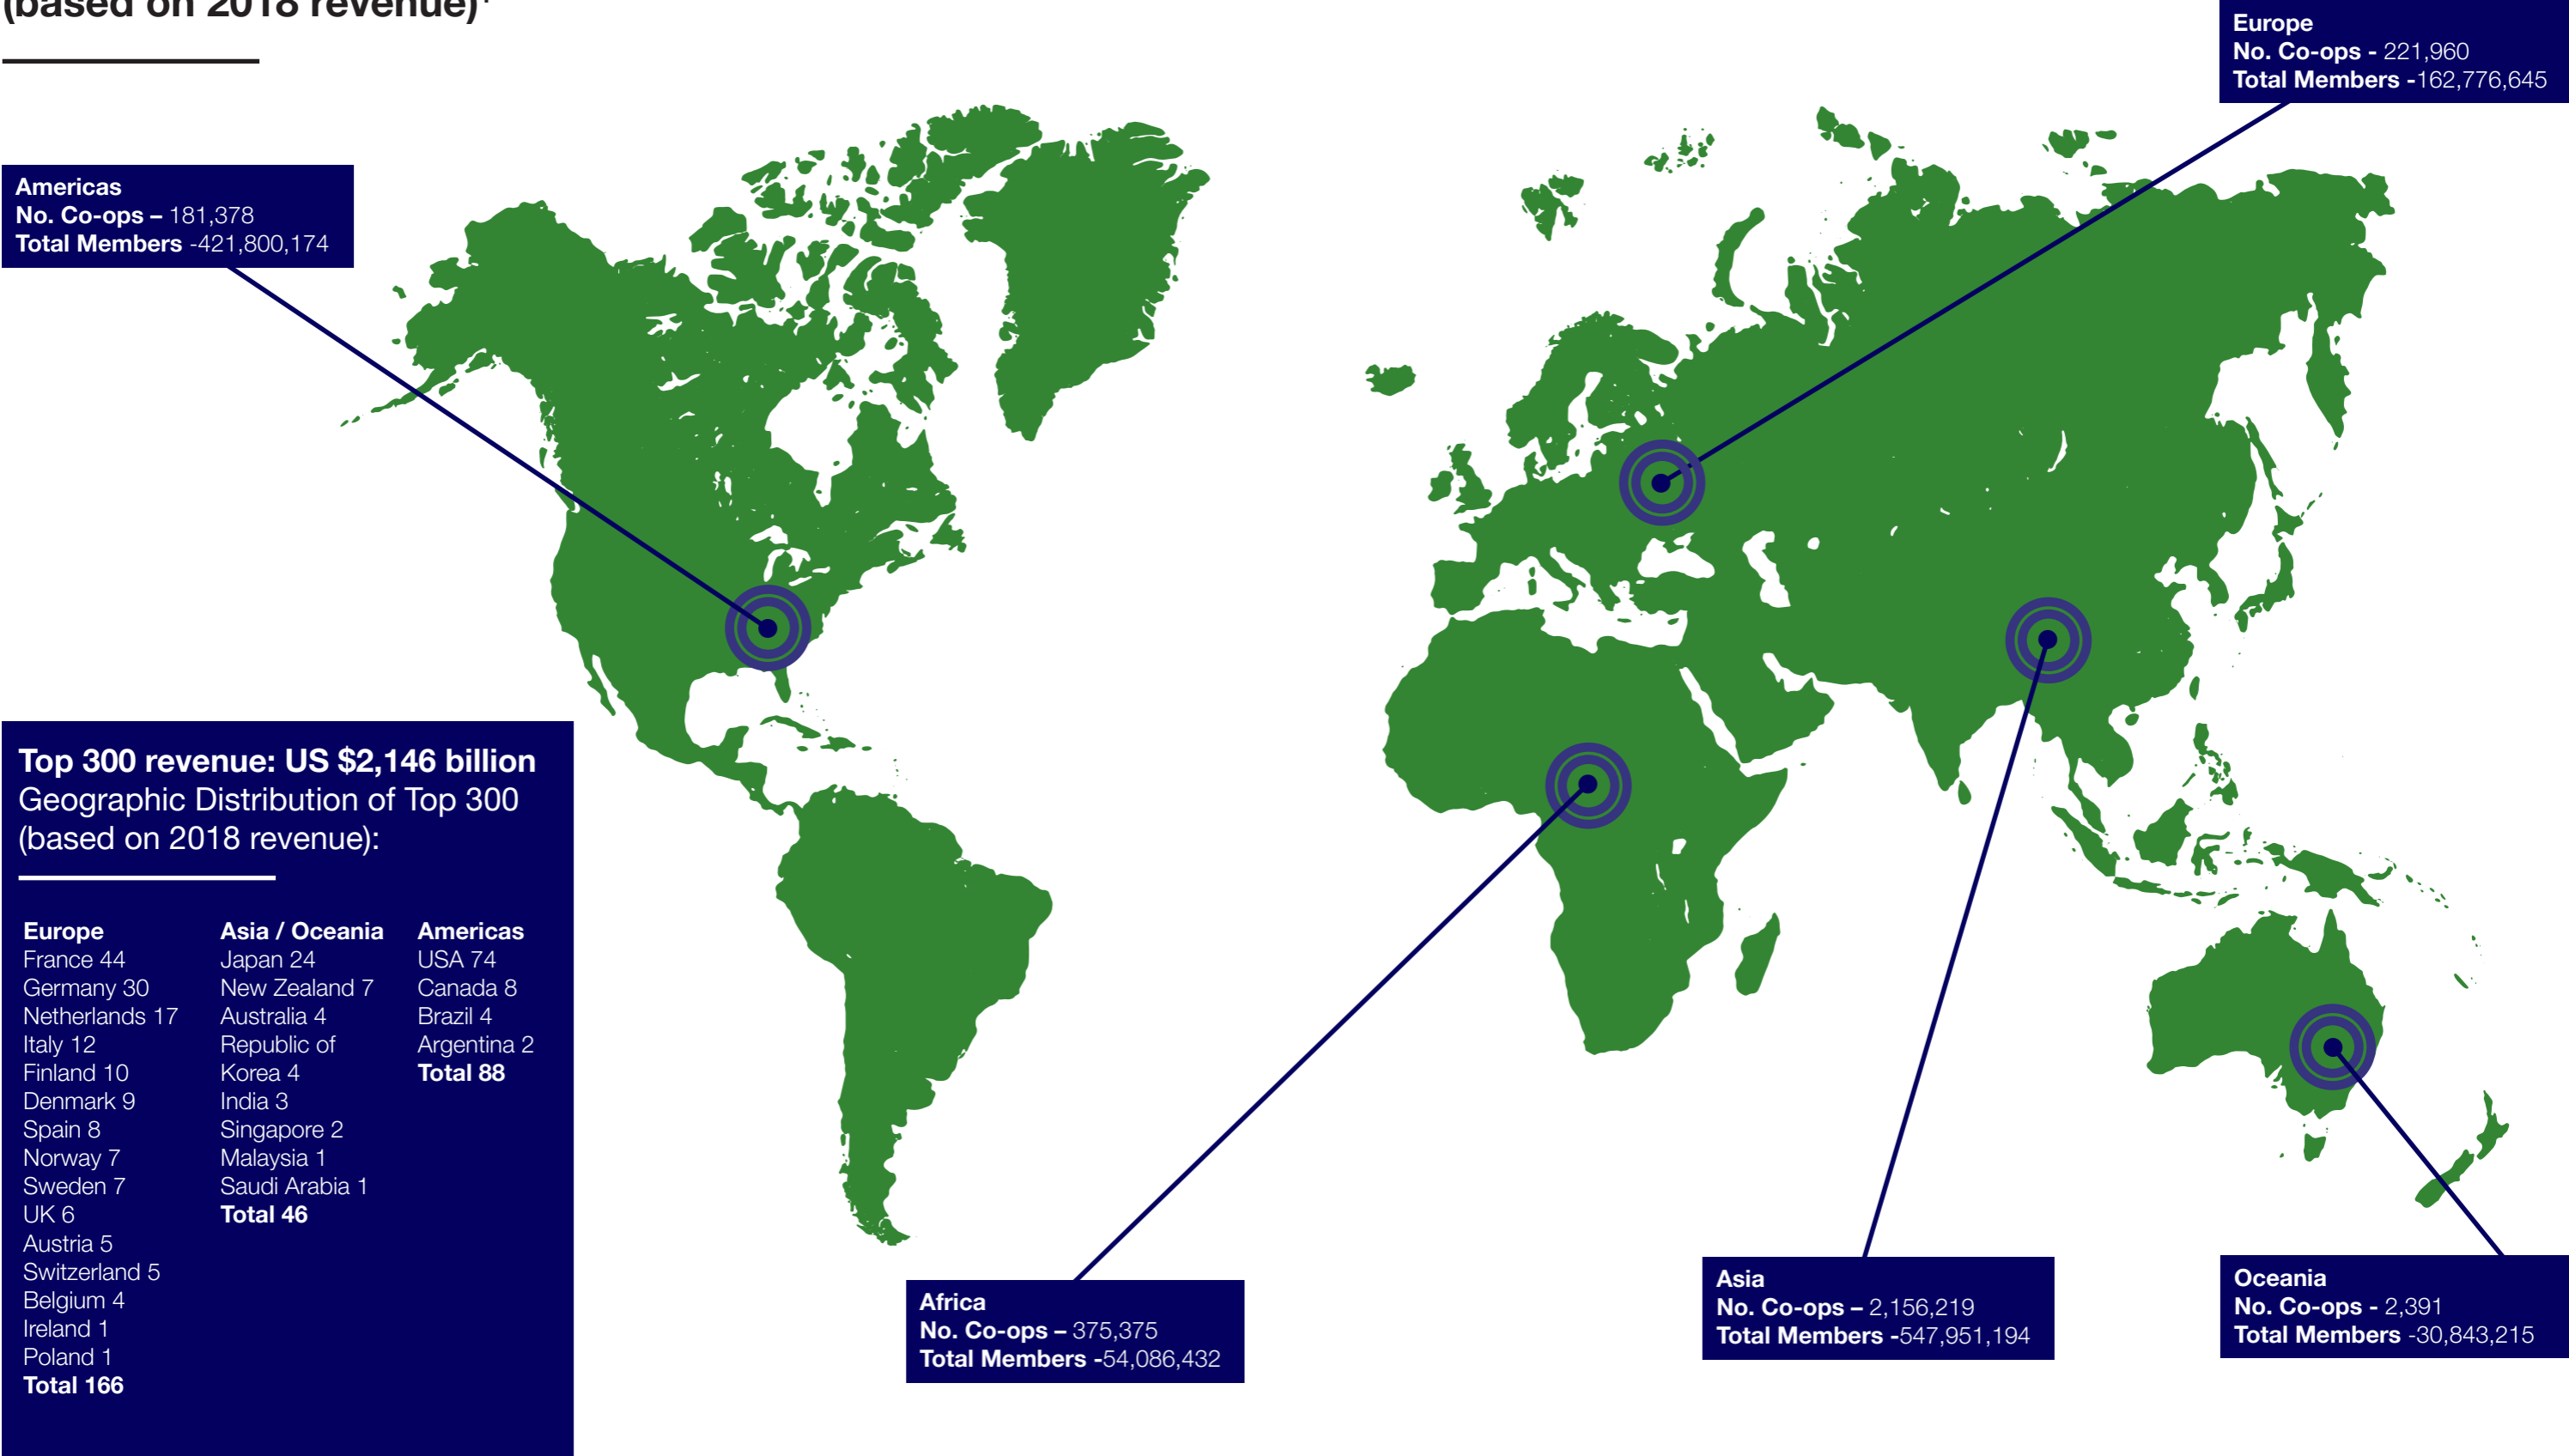 (based on 2018 revenue)
Europe
No. Co-ops - 221,960
Total Members -162,776,645
Americas
No. Co-ops – 181,378
Total Members -421,800,174
Top 300 revenue: US $2,146 billion
Geographic Distribution of Top 300
(based on 2018 revenue):
Europe
France 44
Germany 30
Netherlands 17
Italy 12
Finland 10
Denmark 9
Spain 8
Norway 7
Sweden 7
UK 6
Austria 5
Switzerland 5
Belgium 4
Ireland 1
Poland 1
Total 166
Asia / Oceania
Japan 24
New Zealand 7
Australia 4
Republic of
Korea 4
India 3
Singapore 2
Malaysia 1
Saudi Arabia 1
Total 46
Americas
USA 74
Canada 8
Brazil 4
Argentina 2
Total 88
Africa
No. Co-ops – 375,375
Total Members -54,086,432
Asia
No. Co-ops – 2,156,219
Total Members -547,951,194
Oceania
No. Co-ops - 2,391
Total Members -30,843,215